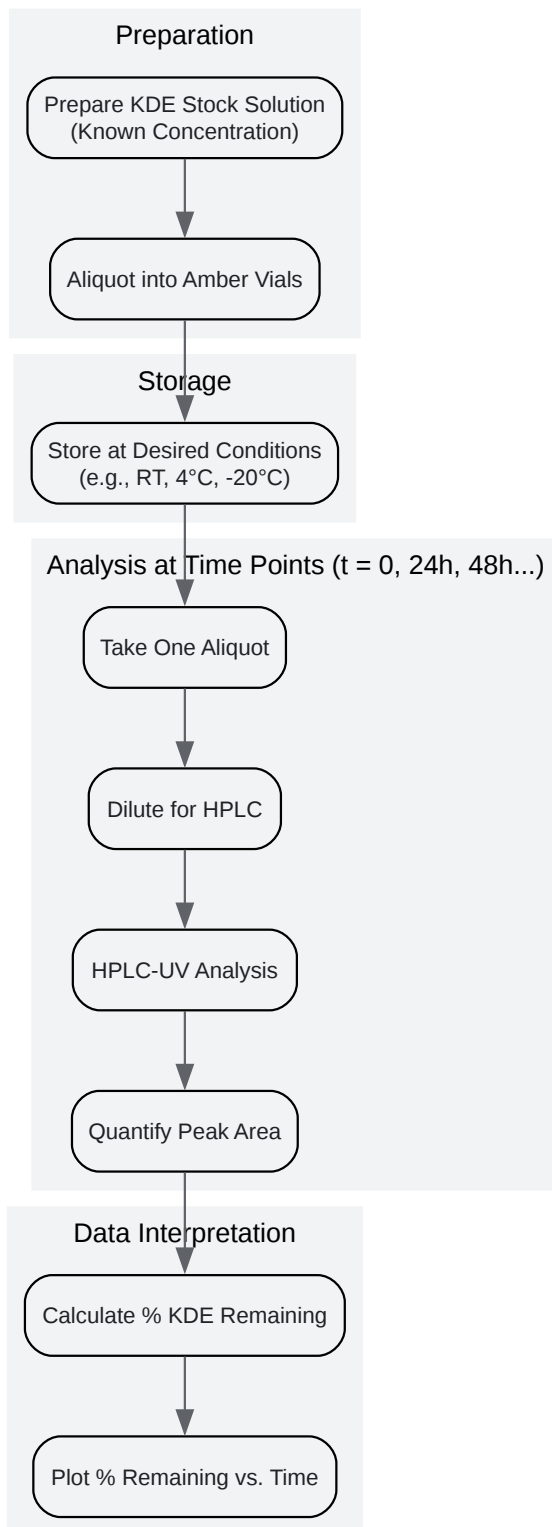 Preparation
Prepare KDE Stock Solution
(Known Concentration)
Aliquot into Amber Vials
Storage
Store at Desired Conditions
(e.g., RT, 4°C, -20°C)
Analysis at Time Points (t = 0, 24h, 48h...)
Take One Aliquot
Dilute for HPLC
HPLC-UV Analysis
Quantify Peak Area
Data Interpretation
Calculate % KDE Remaining
Plot % Remaining vs. Time